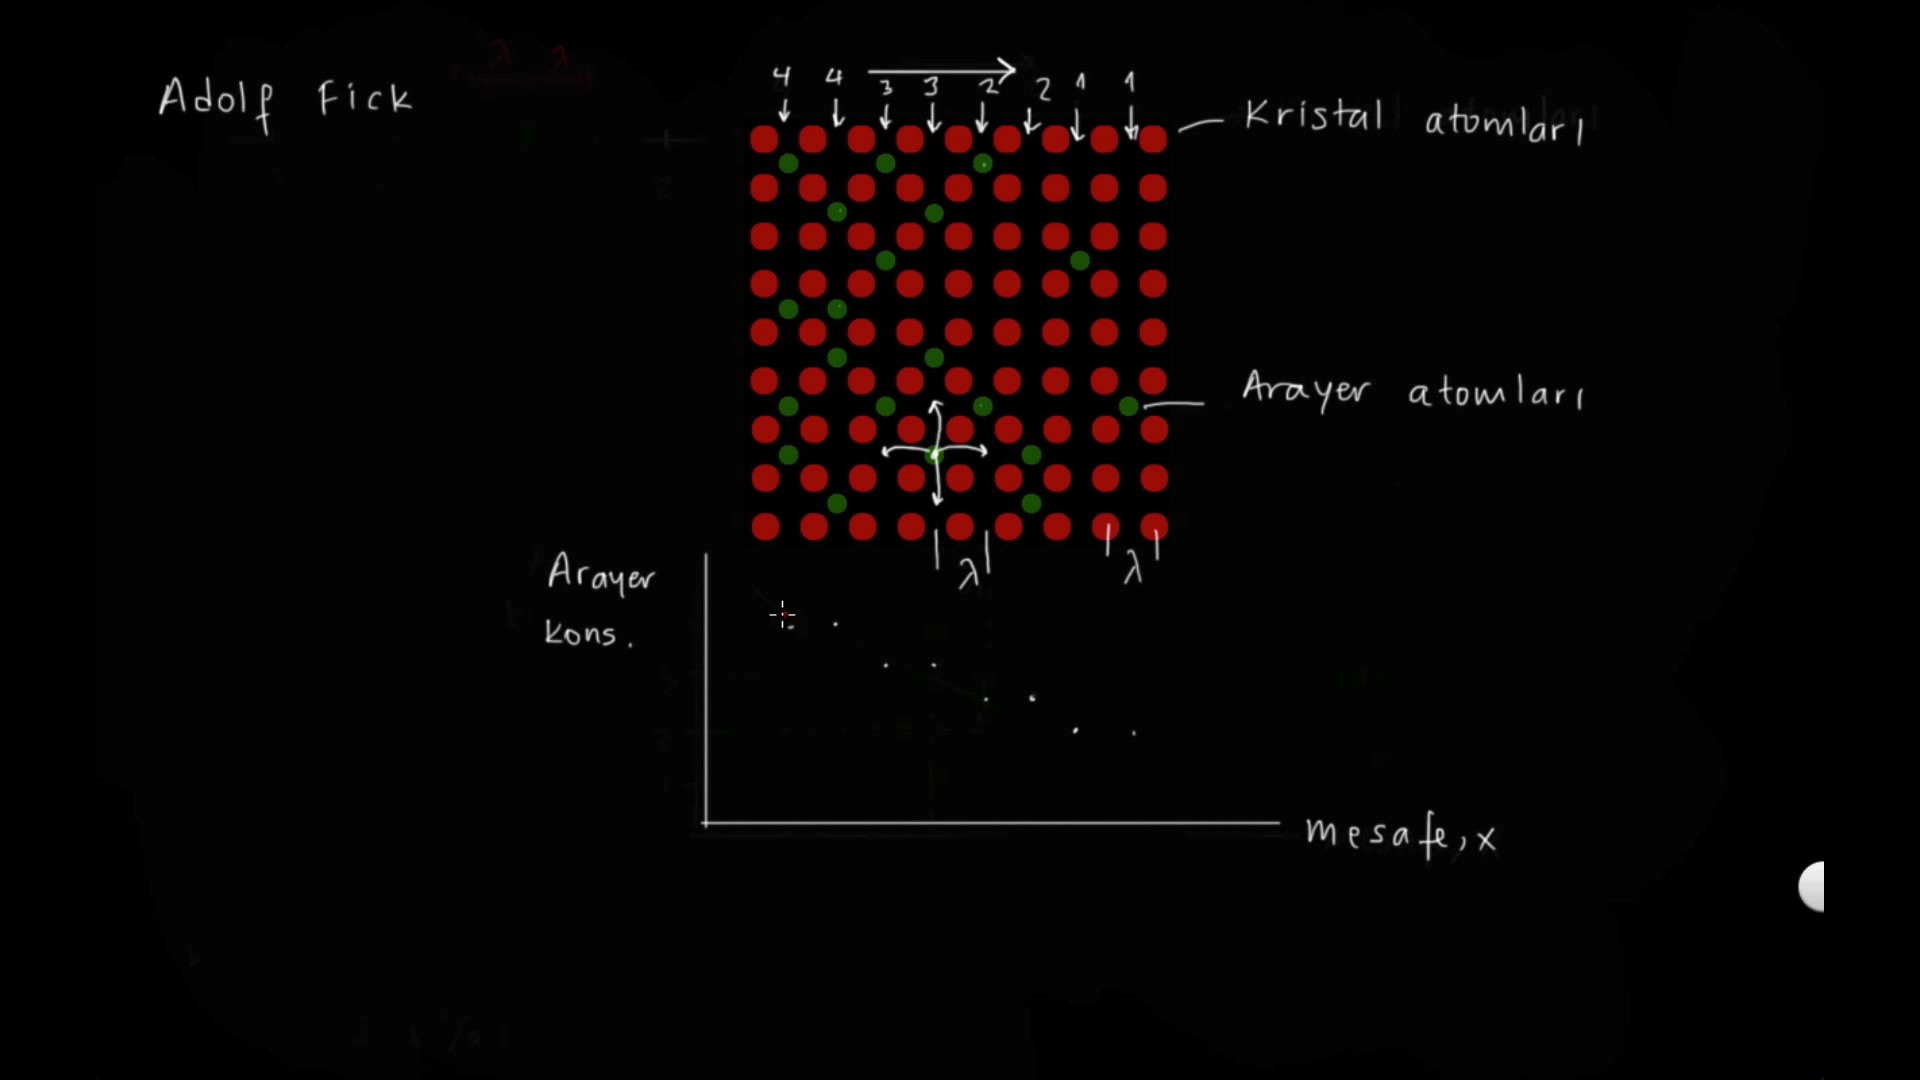 Adolf Fick
4 4 3 3 2 2 1 1
Kristal atomları
Arayer atomları
λ λ
Arayer
Kons.
mesafe, x